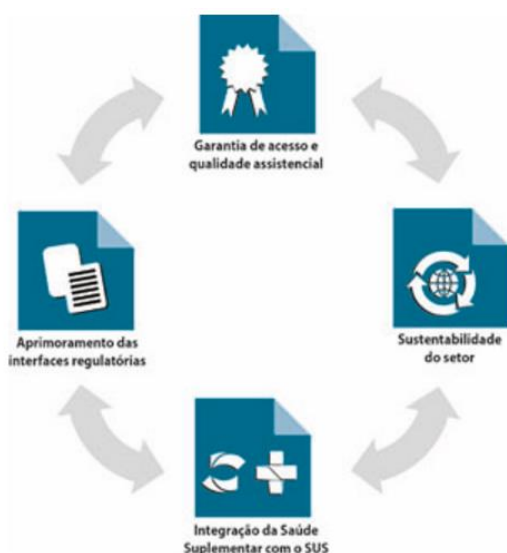 Garantia de acesso e
qualidade assistencial
Aprimoramento das
interfaces regulatórias
Sustentabilidade
do setor
Integração da Saúde
Suplementar com o SUS